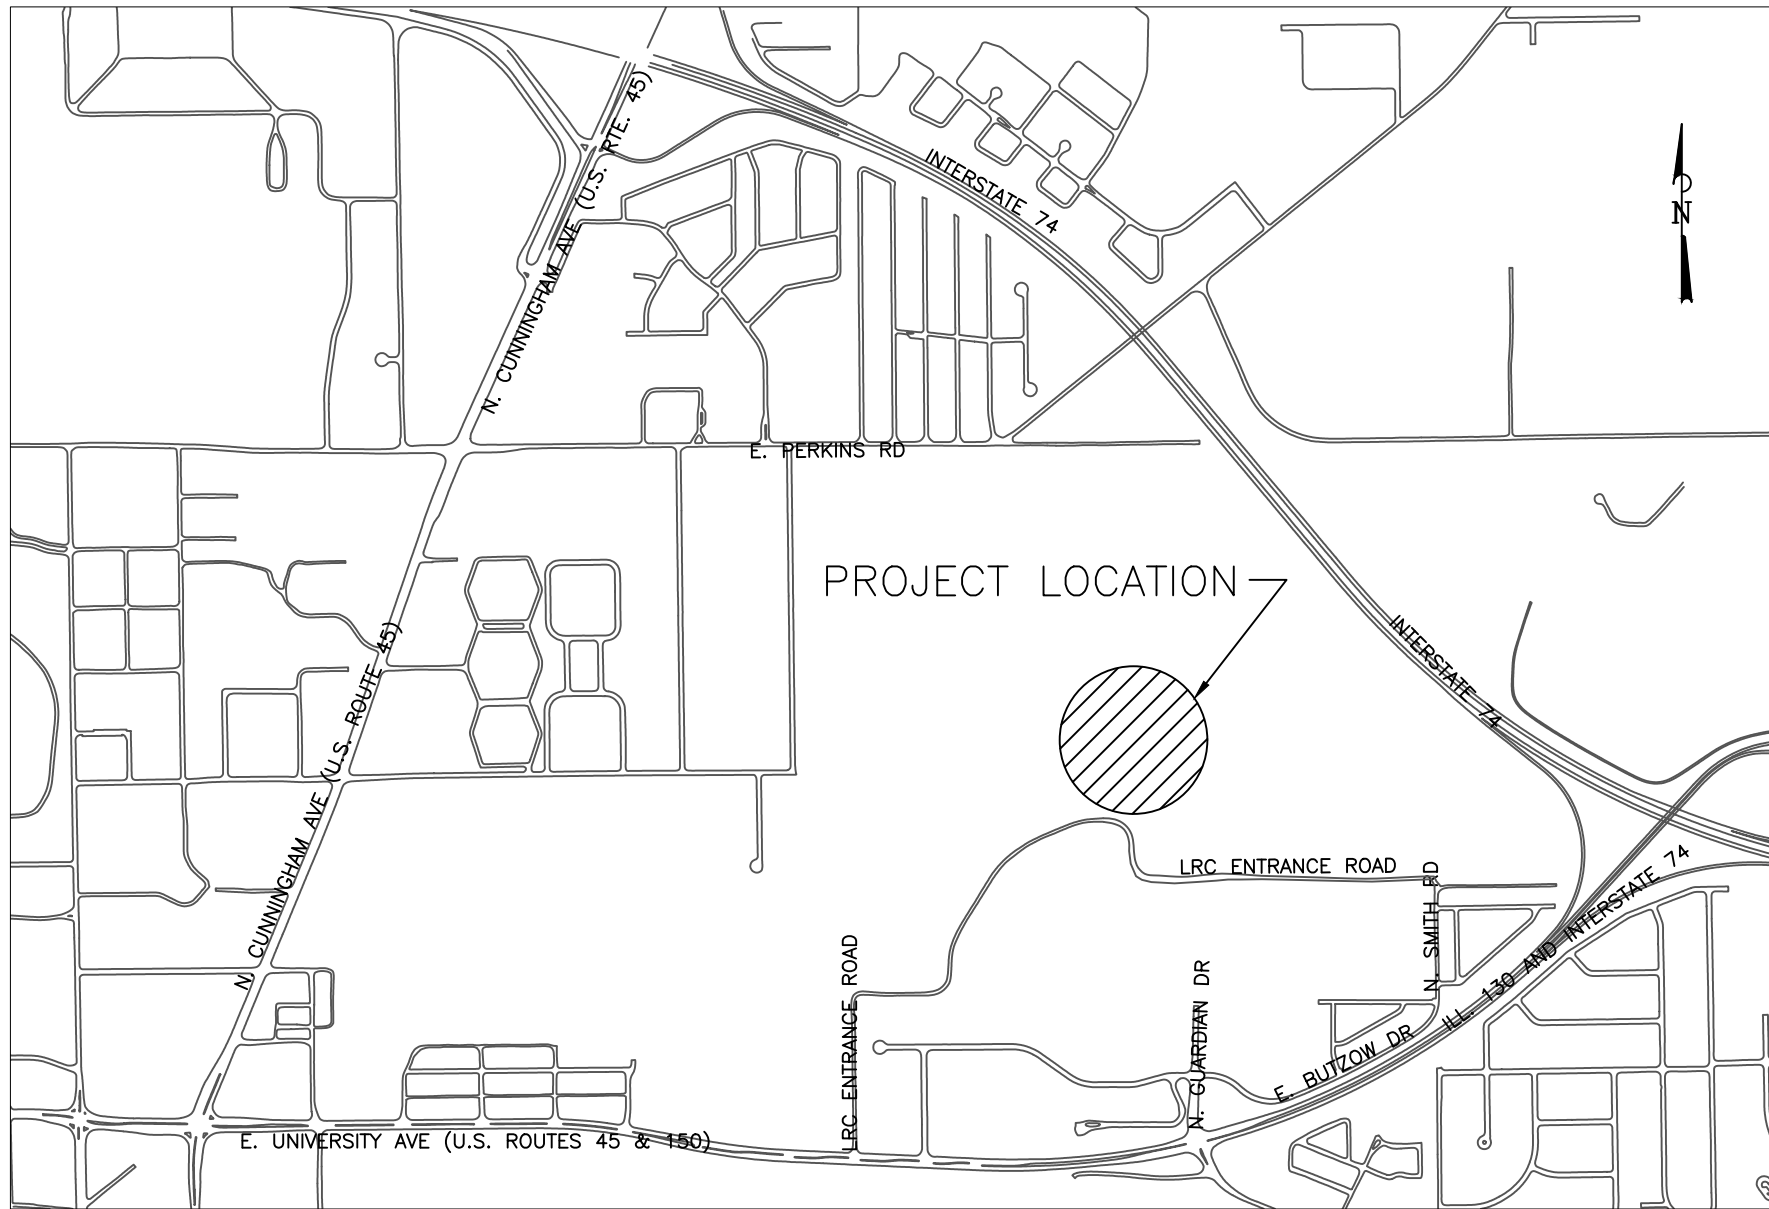 N. CUNNINGHAM AVE (U.S. RTE. 45)
INTERSTATE 74
N
E. PERKINS RD
PROJECT LOCATION
INTERSTATE 74
N. CUNNINGHAM AVE (U.S. ROUTE 45)
LRC ENTRANCE ROAD
N. SMITH RD
ILL. 130 AND INTERSTATE 74
LRC ENTRANCE ROAD
N. GUARDIAN DR
E. BUTZOW DR
E. UNIVERSITY AVE (U.S. ROUTES 45 & 150)